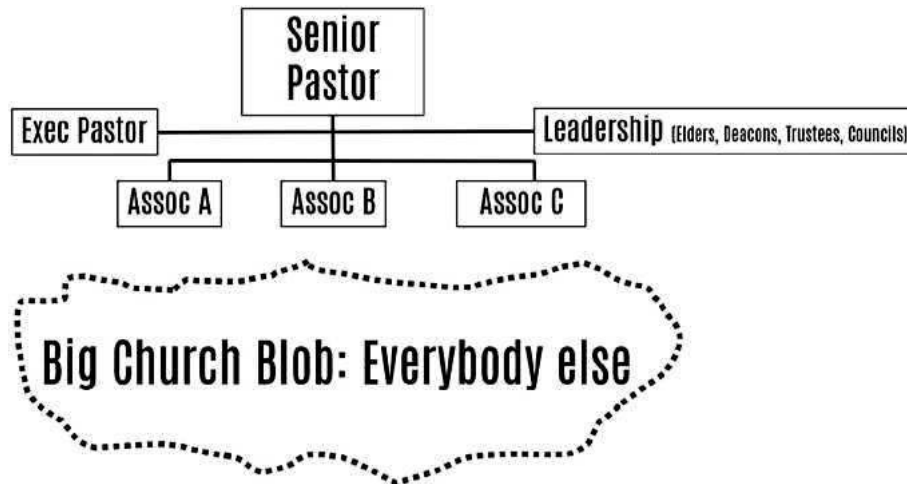 Senior
Pastor
Exec Pastor
Leadership (Elders, Deacons, Trustees, Councils)
Assoc A
Assoc B
Assoc C
Big Church Blob: Everybody else